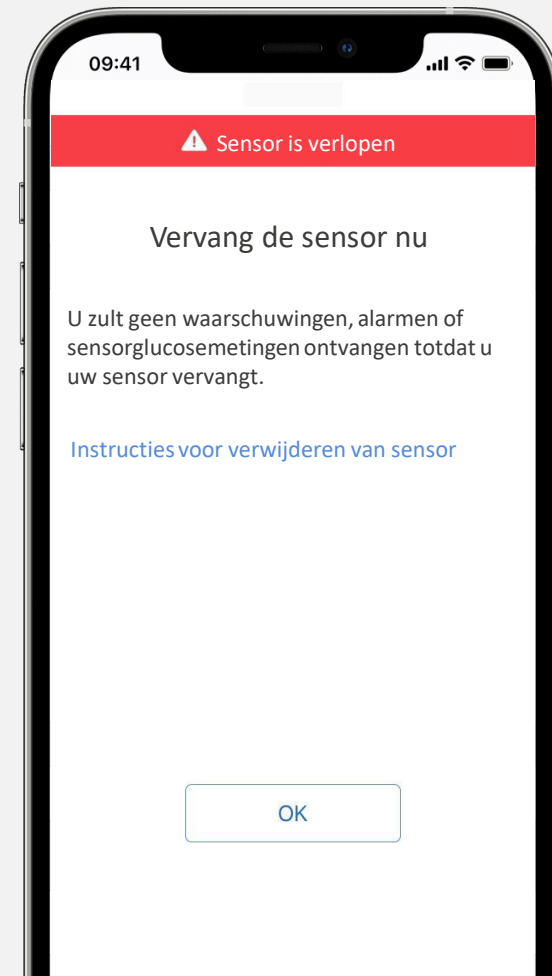 09:41
Sensor is verlopen
Vervang de sensor nu
U zult geen waarschuwingen, alarmen of
sensorglucosemetingen ontvangen totdat u
uw sensor vervangt.
Instructies voor verwijderen van sensor
OK